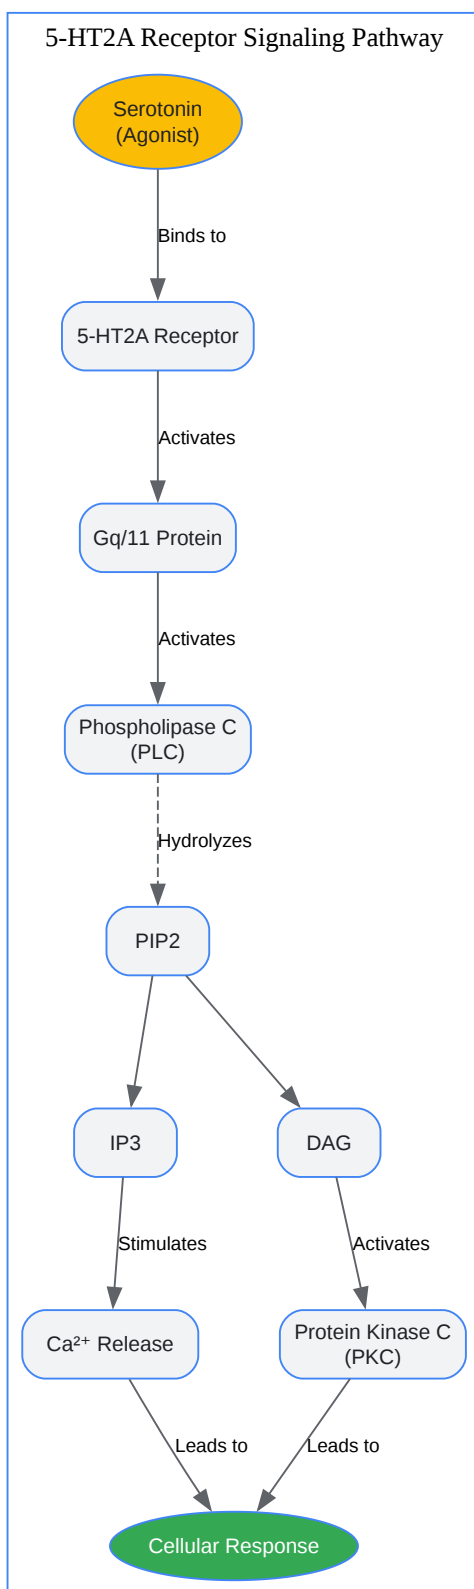 5-HT2A Receptor Signaling Pathway
Serotonin
(Agonist)
Binds to
5-HT2A Receptor
Activates
Gq/11 Protein
Activates
Phospholipase C
(PLC)
Hydrolyzes
PIP2
IP3
DAG
Stimulates
Activates
Ca²⁺ Release
Protein Kinase C
(PKC)
Leads to
Leads to
Cellular Response